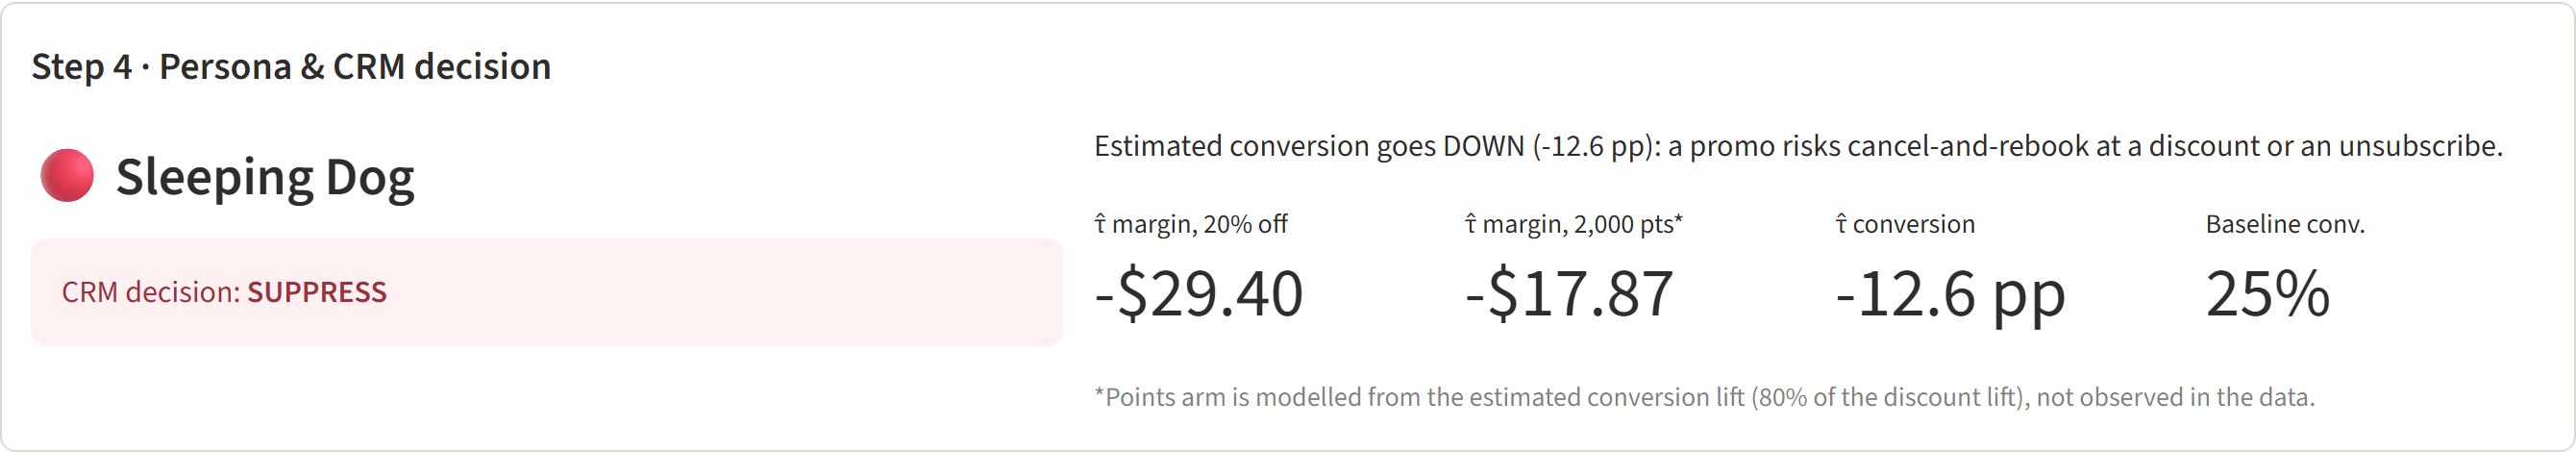 Step 4 · Persona & CRM decision
Sleeping Dog
CRM decision: SUPPRESS
Estimated conversion goes DOWN (-12.6 pp): a promo risks cancel-and-rebook at a discount or an unsubscribe.
τ̂ margin, 20% off
-$29.40
τ̂ margin, 2,000 pts*
-$17.87
τ̂ conversion
-12.6 pp
Baseline conv.
25%
*Points arm is modelled from the estimated conversion lift (80% of the discount lift), not observed in the data.